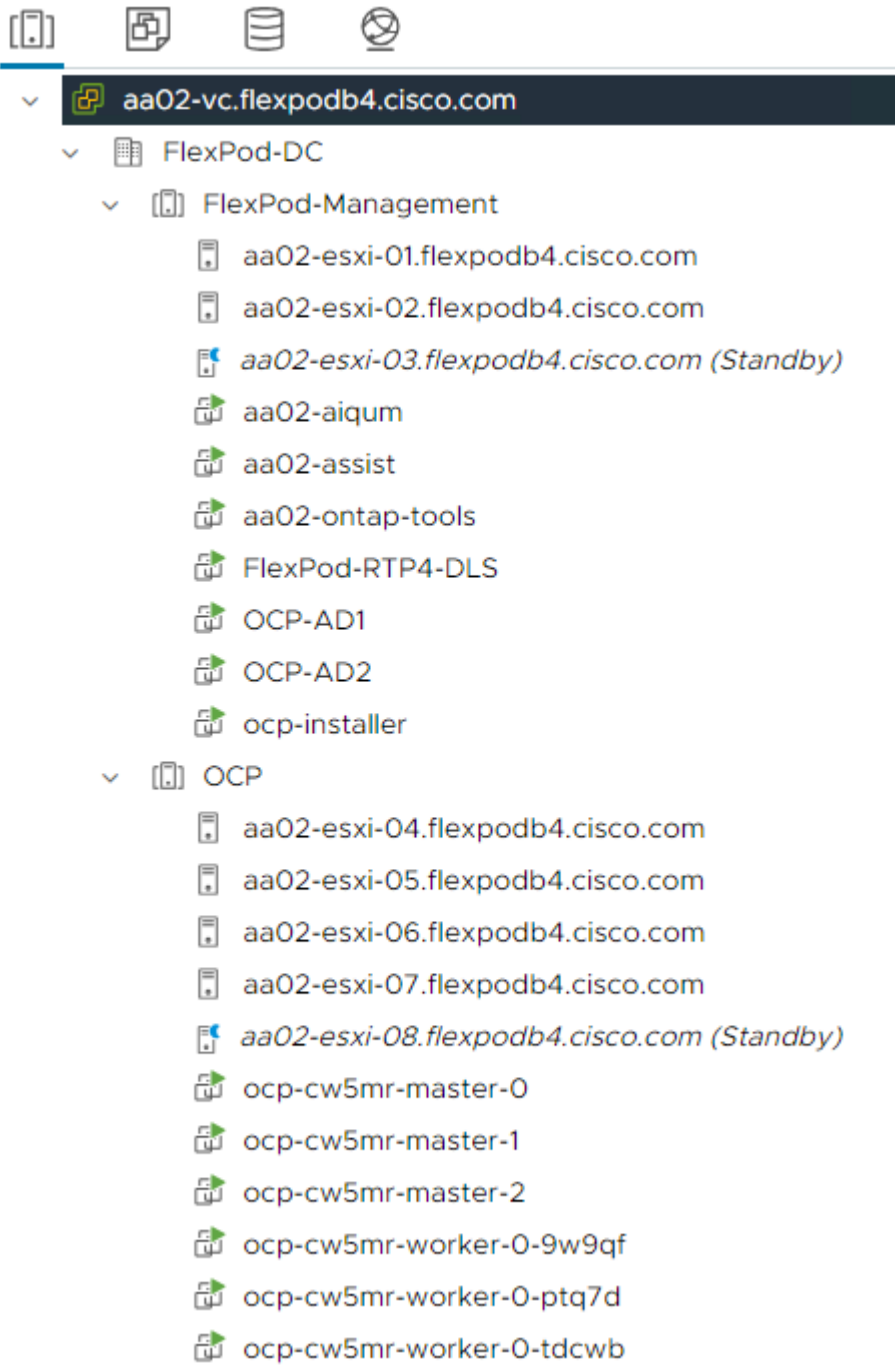 aa02-vc.flexpodb4.cisco.com
FlexPod-DC
FlexPod-Management
aa02-esxi-01.flexpodb4.cisco.com
aa02-esxi-02.flexpodb4.cisco.com
aa02-esxi-03.flexpodb4.cisco.com (Standby)
aa02-aiqum
aa02-assist
aa02-ontap-tools
FlexPod-RTP4-DLS
OCP-AD1
OCP-AD2
ocp-installer
OCP
aa02-esxi-04.flexpodb4.cisco.com
aa02-esxi-05.flexpodb4.cisco.com
aa02-esxi-06.flexpodb4.cisco.com
aa02-esxi-07.flexpodb4.cisco.com
aa02-esxi-08.flexpodb4.cisco.com (Standby)
ocp-cw5mr-master-0
ocp-cw5mr-master-1
ocp-cw5mr-master-2
ocp-cw5mr-worker-0-9w9qf
ocp-cw5mr-worker-0-ptq7d
ocp-cw5mr-worker-0-tdcwb